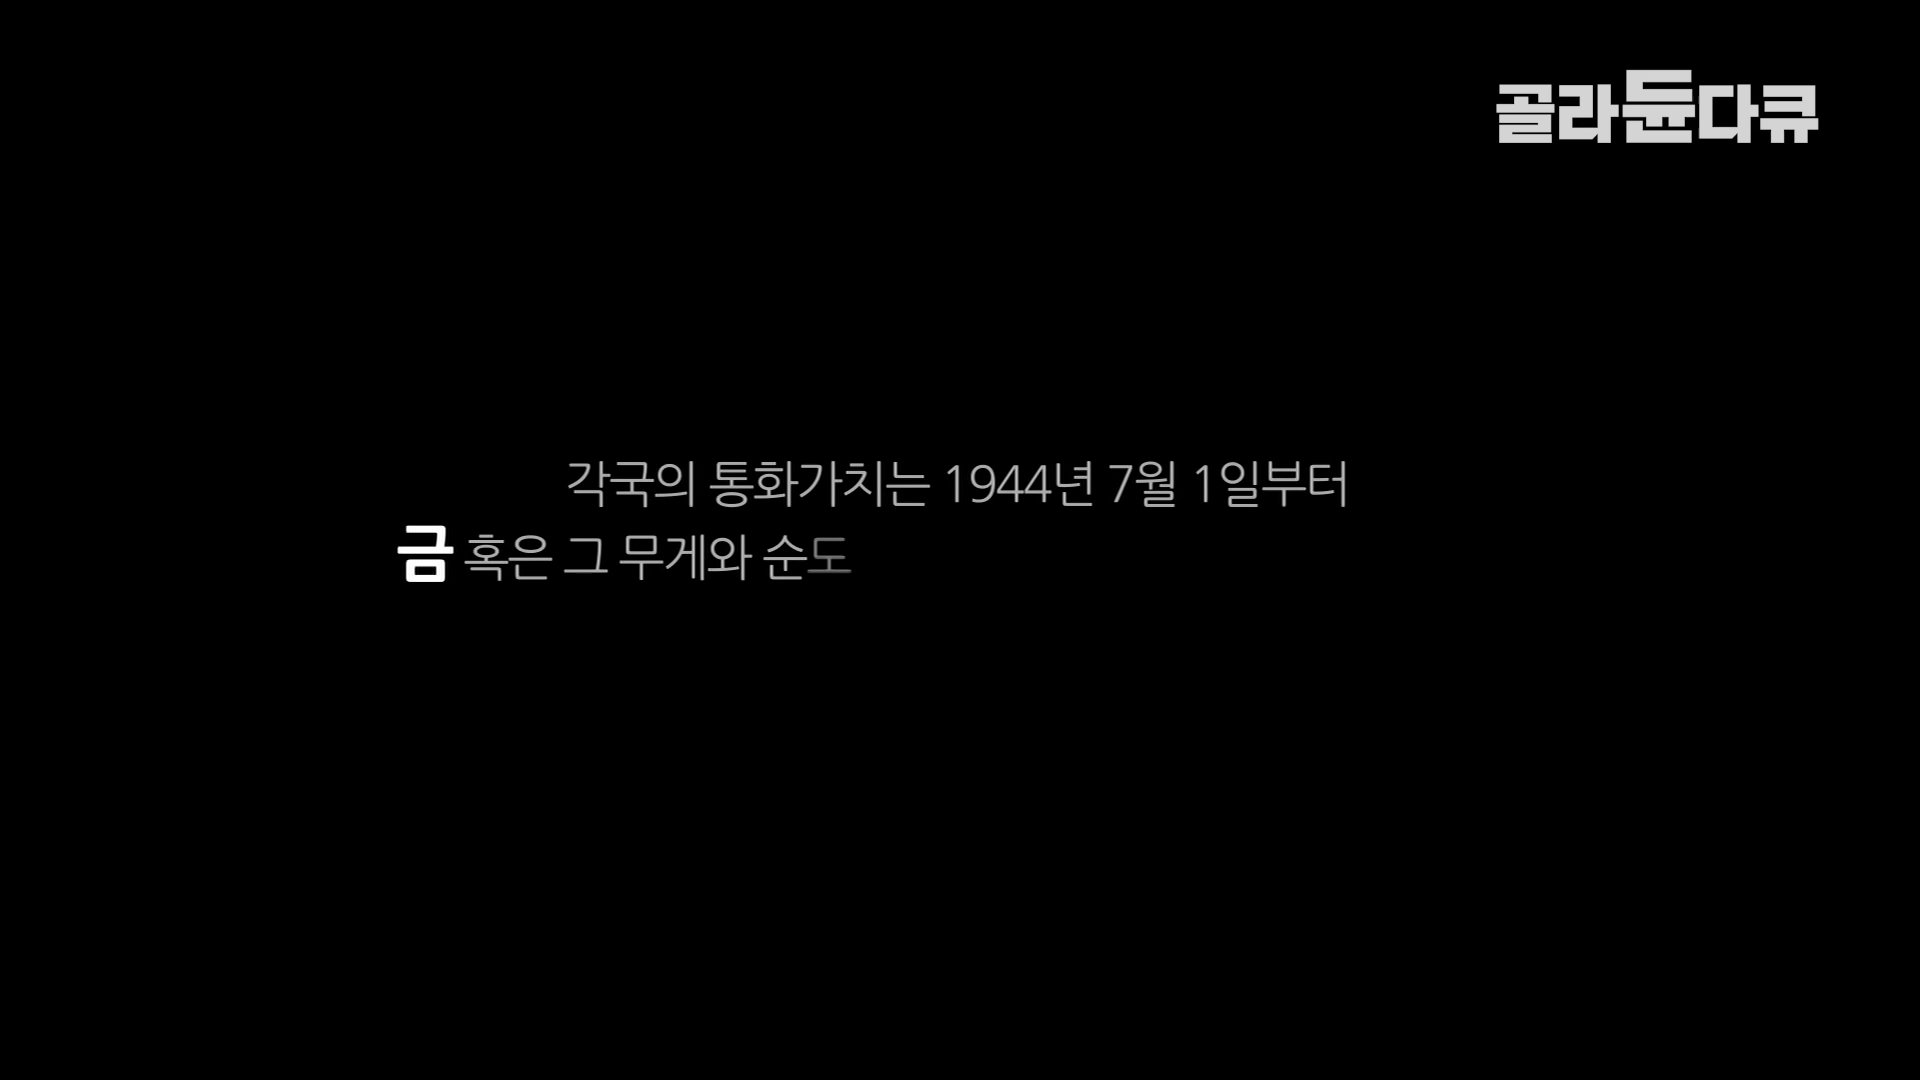 골라둔다큐
각국의 통화가치는 1944년 7월 1일부터
금 혹은 그 무게와 순도